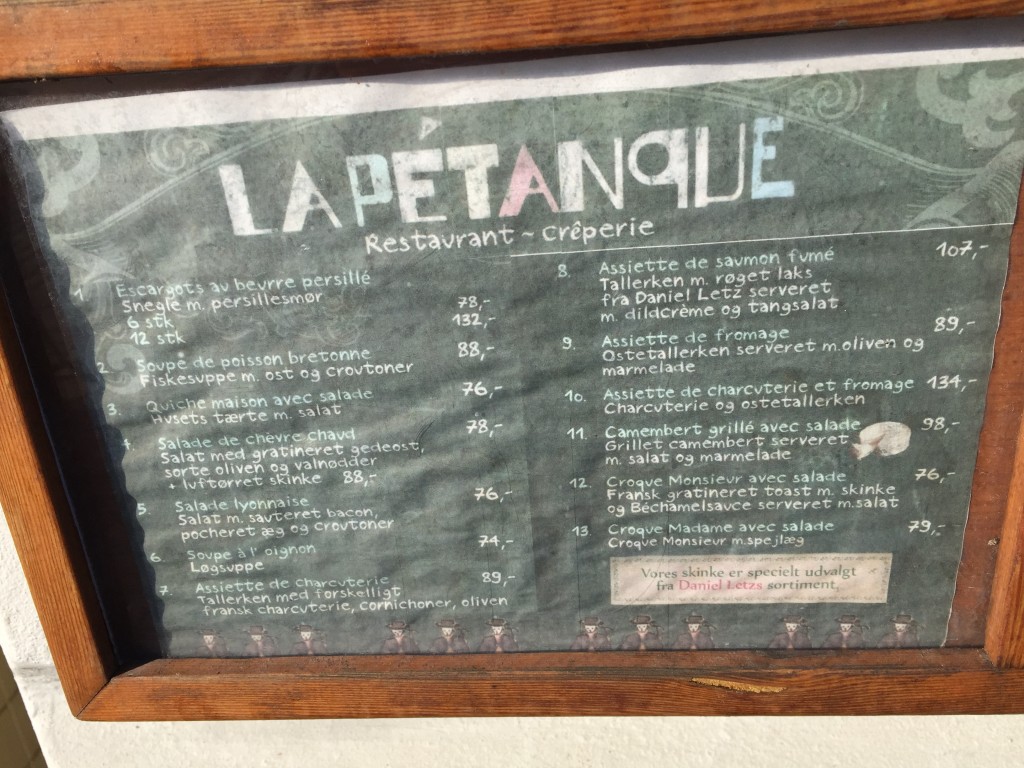 LA PÉTANQUE
Restaurant ~ crêperie
1. Escargots au beurre persillé
Snegle m. persillesmør
6 stk 78,-
12 stk 132,-
2. Soupe de poisson bretonne 88,-
Fiskesuppe m. ost og croutoner
3. Quiche maison avec salade 76,-
Husets tærte m. salat
4. Salade de chèvre chaud 78,-
Salat med gratineret gedeost,
sorte oliven og valnødder
+ luftørret skinke 88,-
5. Salade lyonnaise 76,-
Salat m. sauteret bacon,
pocheret æg og croutoner
6. Soupe à l'oignon 74,-
Løgsuppe
7. Assiette de charcuterie 89,-
Tallerken med forskelligt
fransk charcuterie, cornichoner, oliven
8. Assiette de saumon fumé 107,-
Tallerken m. røget laks
fra Daniel Letz serveret
m. dildcrème og tangsalat
9. Assiette de fromage 89,-
Ostetallerken serveret m.oliven og
marmelade
10. Assiette de charcuterie et fromage 134,-
Charcuterie og ostetallerken
11. Camembert grillé avec salade 98,-
Grillet camembert serveret
m. salat og marmelade
12. Croque Monsieur avec salade 76,-
Fransk gratineret toast m. skinke
og Béchamelsauce serveret m.salat
13. Croque Madame avec salade 79,-
Croque Monsieur m.spejlæg
Vores skinke er specielt udvalgt
fra Daniel Letzs sortiment.